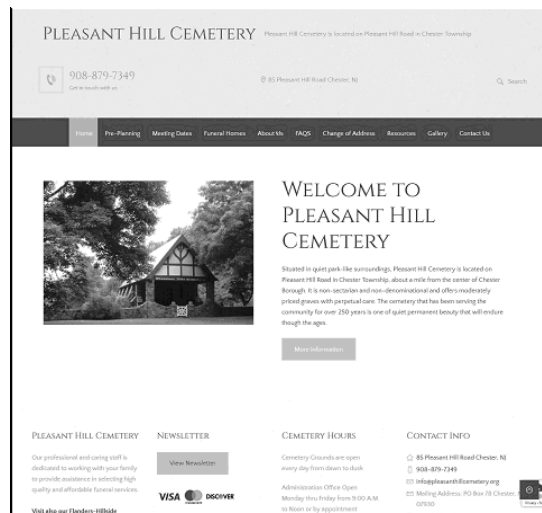 PLEASANT HILL CEMETERY
Pleasant Hill Cemetery is located on Pleasant Hill Road in Chester Township
908-879-7349
Get in touch with us
85 Pleasant Hill Road Chester, NJ
Search
Home Pre-Planning Meeting Dates Funeral Homes About Us FAQS Change of Address Resources Gallery Contact Us
WELCOME TO
PLEASANT HILL
CEMETERY
Situated in quiet park-like surroundings, Pleasant Hill Cemetery is located on
Pleasant Hill Road in Chester Township, about a mile from the center of Chester
Borough. It is non-sectarian and non-denominational and offers moderately
priced graves with perpetual care. The cemetery that has been serving the
community for over 250 years is one of quiet permanent beauty that will endure
though the ages.
More Information
PLEASANT HILL CEMETERY
Our professional and caring staff is
dedicated to working with your family
to provide assistance in selecting high
quality and affordable funeral services.
Visit also our Flanders-Hillside
NEWSLETTER
View Newsletter
VISA DISCOVER
CEMETERY HOURS
Cemetery Grounds are open
every day from dawn to dusk
Administration Office Open
Monday thru Friday from 9:00 A.M
to Noon or by appointment
CONTACT INFO
85 Pleasant Hill Road Chester, NJ
908-879-7349
info@pleasanthillcemetery.org
Mailing Address: PO Box 78 Chester,
07930